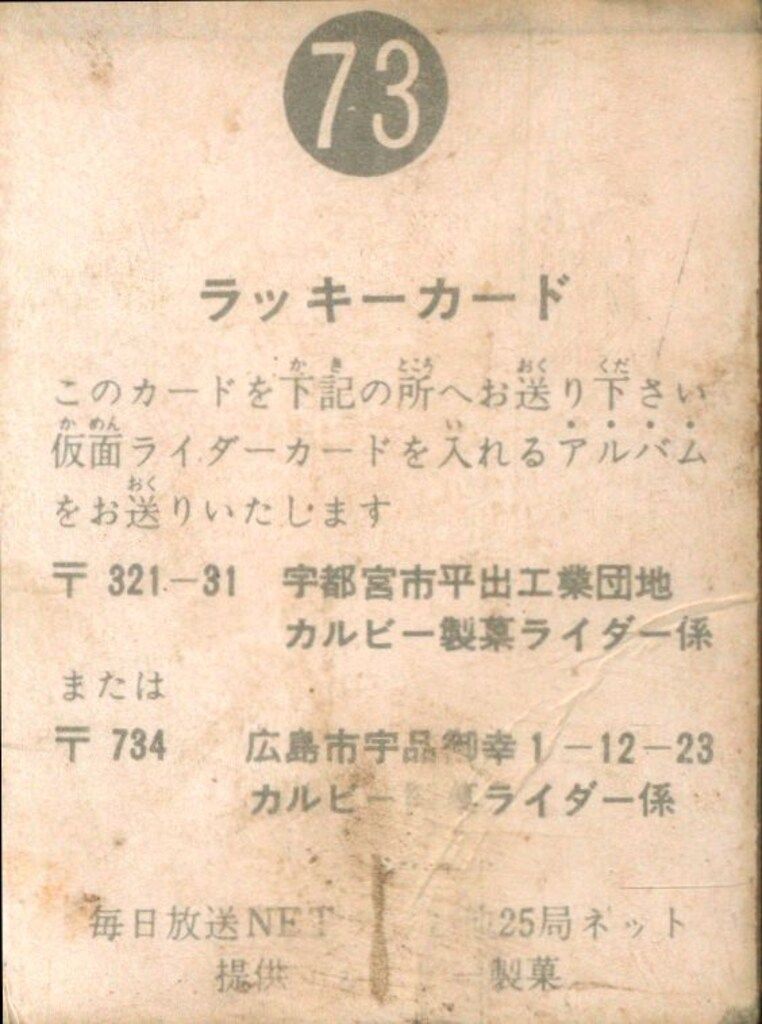 73
ラッキーカード
このカードを下記の所へお送り下さい
仮面ライダーカードを入れるアルバム
をお送りいたします
〒 321-31 宇都宮市平出工業団地
カルビー製菓ライダー係
または
〒 734 広島市宇品御幸1-12-23
カルビー ライダー係
毎日放送NET 25局ネット
提供 製菓